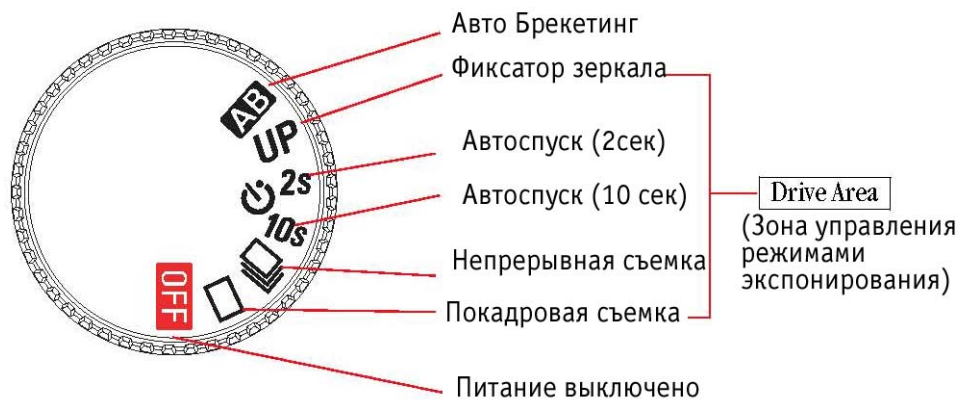 Авто Брекетинг
Фиксатор зеркала
Автоспуск (2сек)
Автоспуск (10 сек)
Непрерывная съемка
Покадровая съемка
Питание выключено
AB
UP
2s
10s
OFF
Drive Area
(Зона управления
режимами
экспонирования)